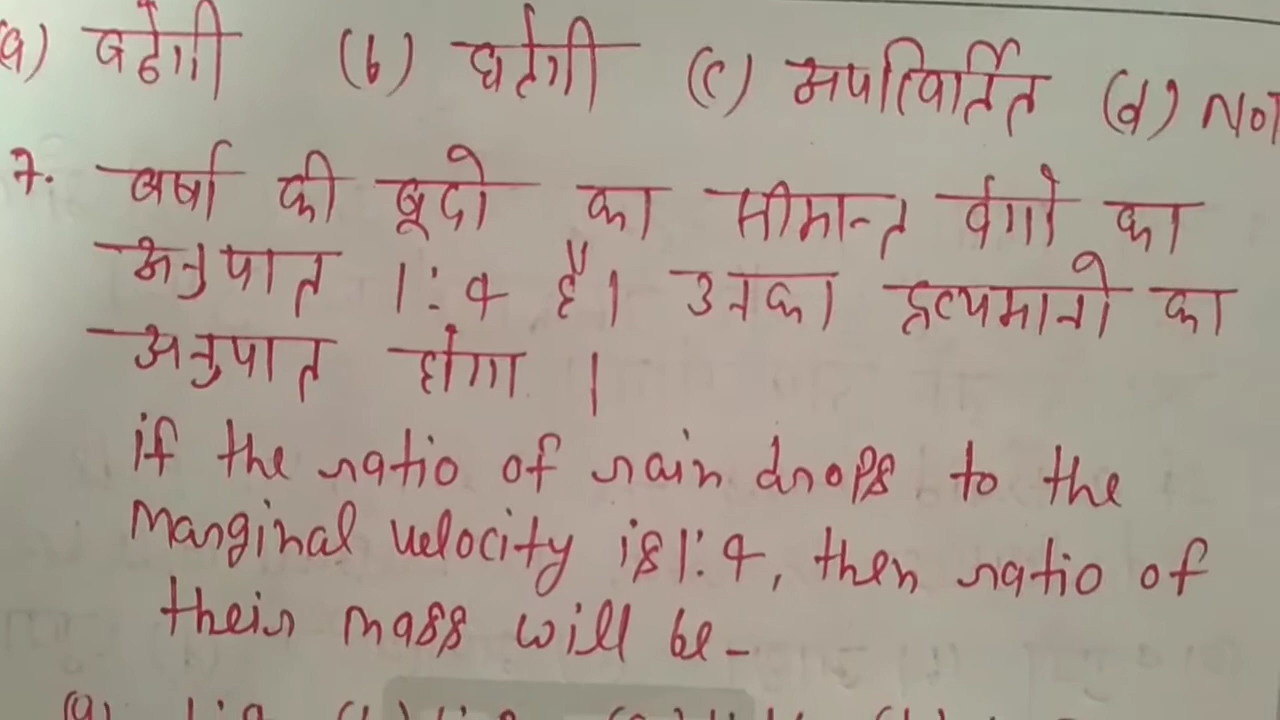 (a) बढेगी (b) घटेगी (c) अपरिवर्तित (d) NOT
7. वर्षा की बूदो का सीमान्त वेगो का
अनुपात 1:4 है। उनका द्रव्यमानो का
अनुपात होगा ।
if the ratio of rain drops to the
Marginal velocity is 1:4, then ratio of
their mass will be-
(a)